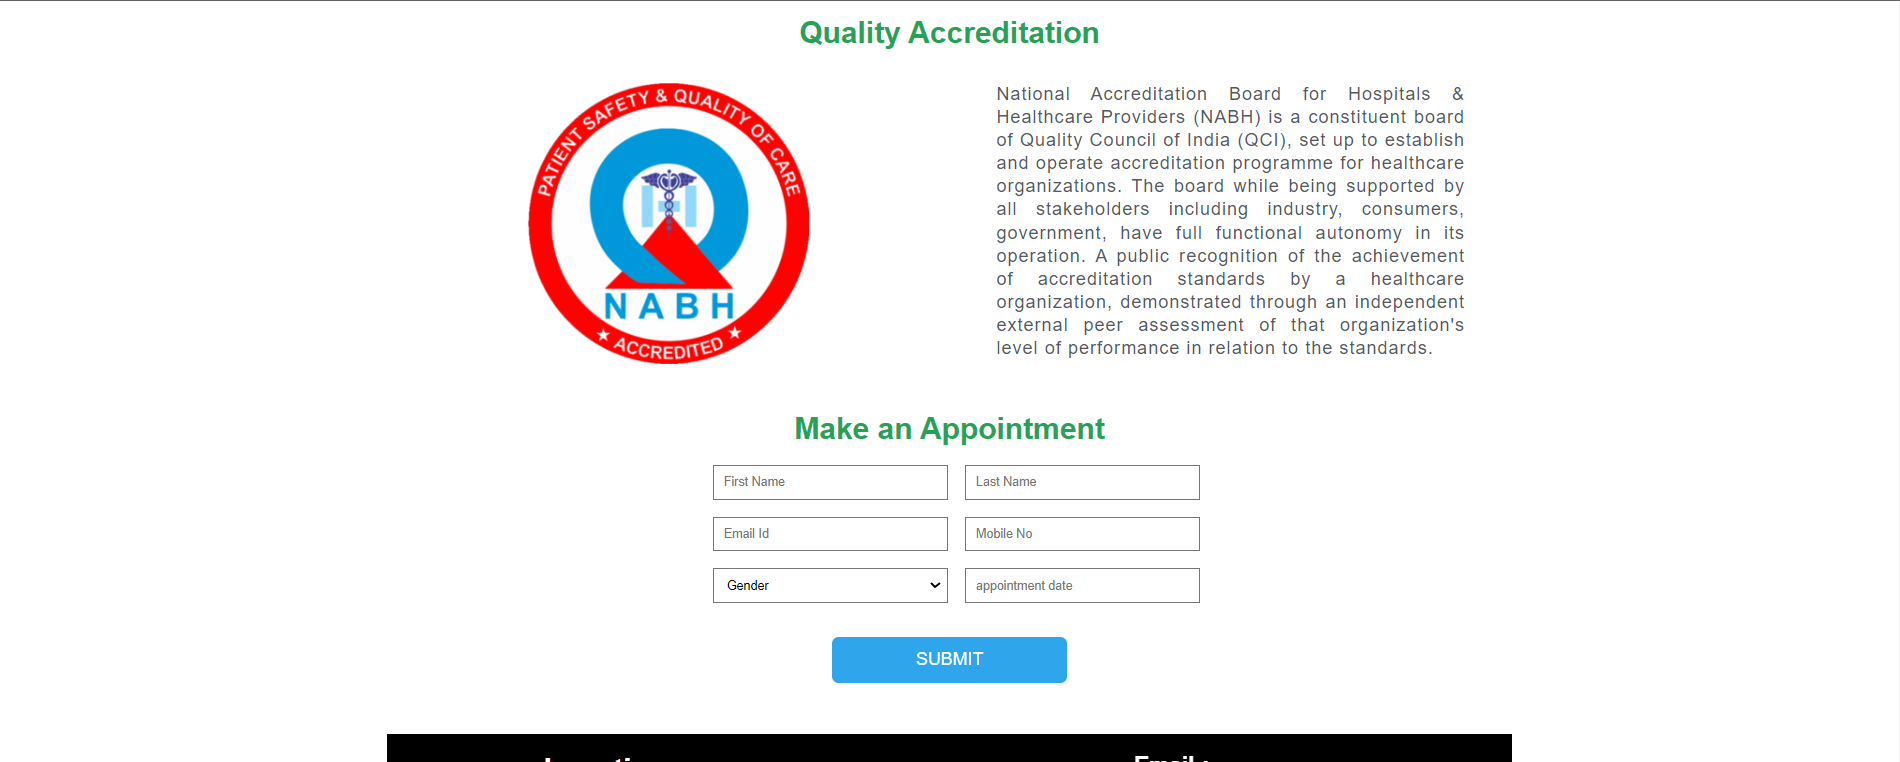 Quality Accreditation
PATIENT SAFETY & QUALITY OF CARE
H
NABH
★ ACCREDITED ★
National Accreditation Board for Hospitals &
Healthcare Providers (NABH) is a constituent board
of Quality Council of India (QCI), set up to establish
and operate accreditation programme for healthcare
organizations. The board while being supported by
all stakeholders including industry, consumers,
government, have full functional autonomy in its
operation. A public recognition of the achievement
of accreditation standards by a healthcare
organization, demonstrated through an independent
external peer assessment of that organization's
level of performance in relation to the standards.
Make an Appointment
First Name
Last Name
Email Id
Mobile No
Gender
appointment date
SUBMIT
Email :